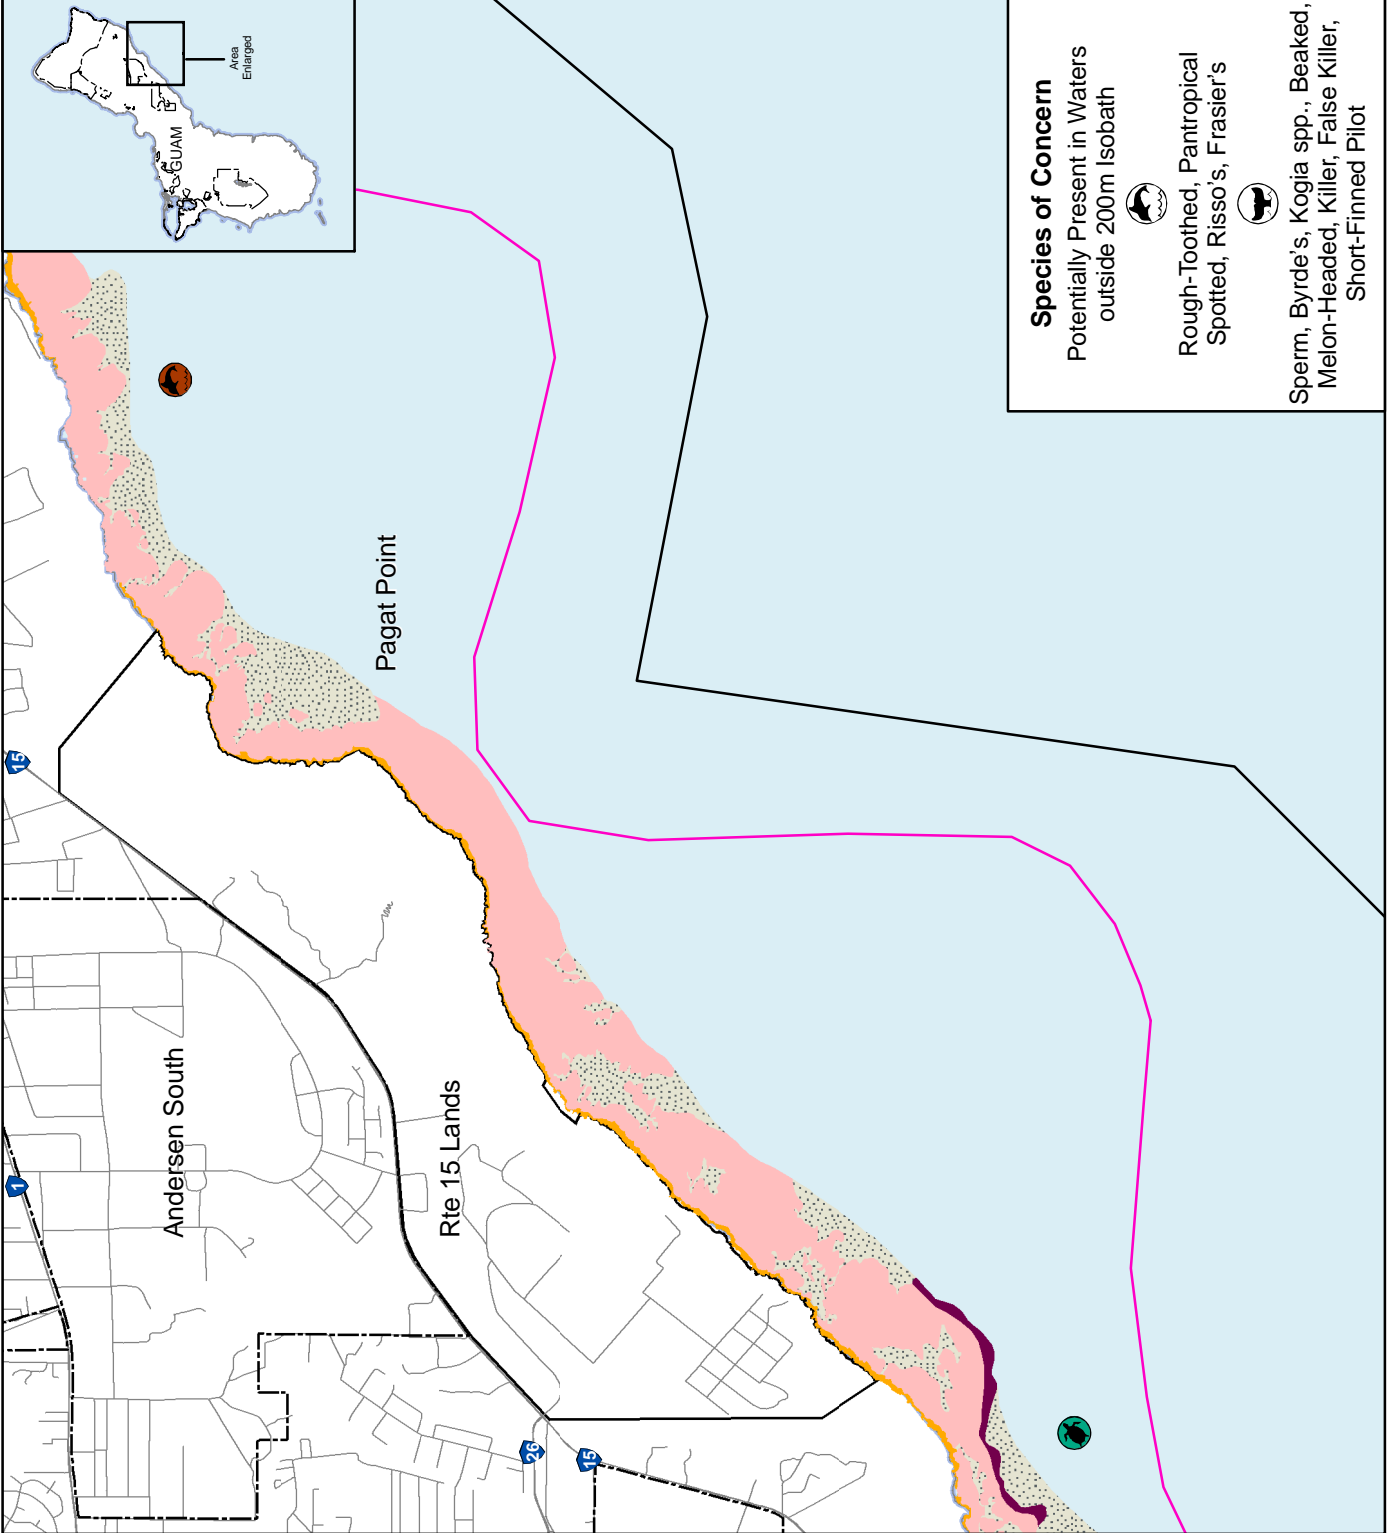 GUAM
Area
Enlarged
Species of Concern
Potentially Present in Waters
outside 200m Isobath
Rough-Toothed, Pantropical
Spotted, Risso's, Frasier's
Sperm, Byrde's, Kogia spp., Beaked,
Melon-Headed, Killer, False Killer,
Short-Finned Pilot
Pagat Point
15
Andersen South
1
Rte 15 Lands
26
15